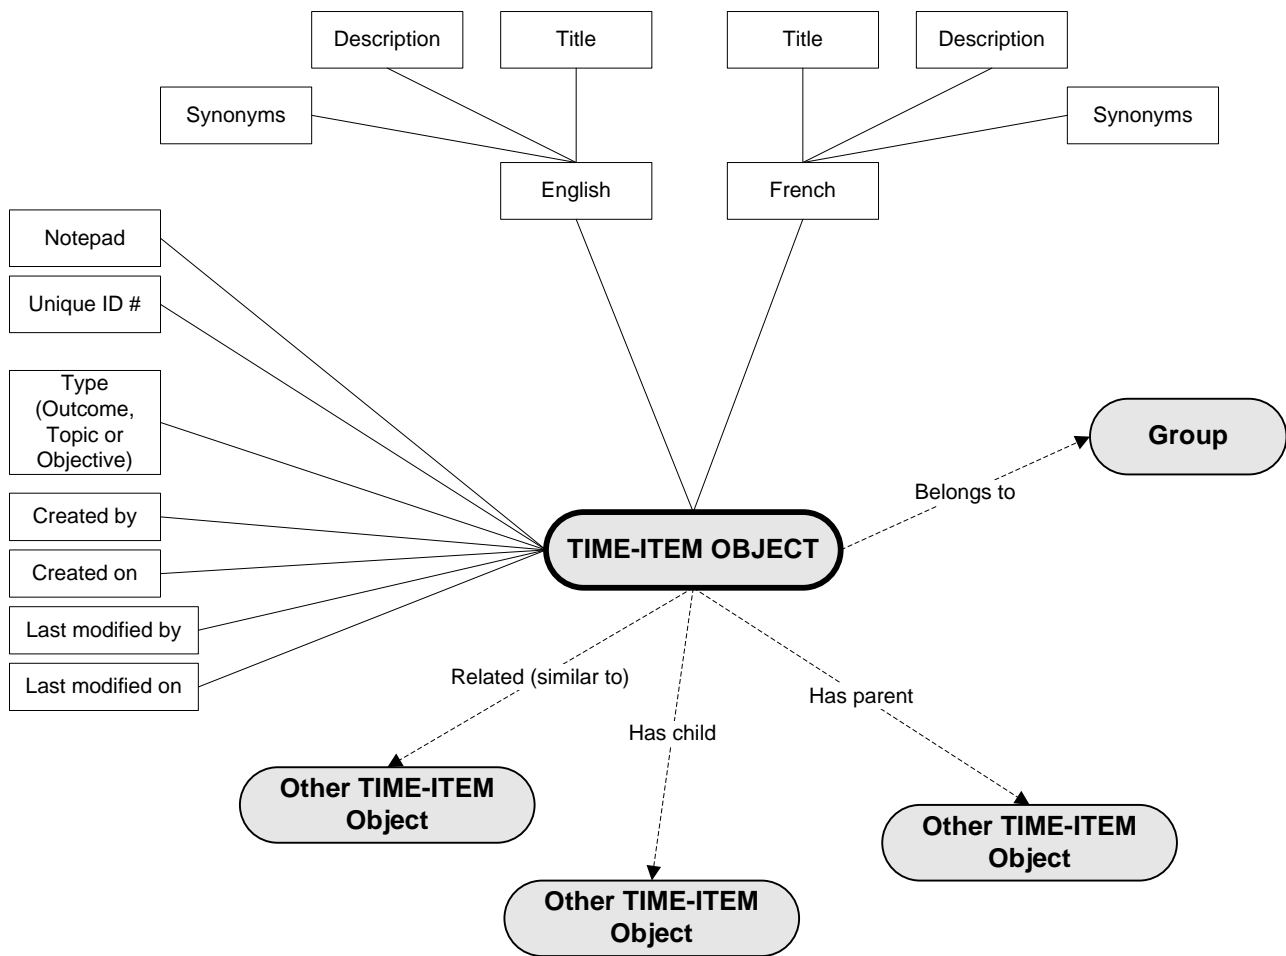 Description
Title
Title
Description
Synonyms
Synonyms
English
French
Notepad
Unique ID #
Type
(Outcome,
Topic or
Objective)
Created by
Created on
Last modified by
Last modified on
Group
Belongs to
TIME-ITEM OBJECT
Related (similar to)
Has child
Has parent
Other TIME-ITEM
Object
Other TIME-ITEM
Object
Other TIME-ITEM
Object